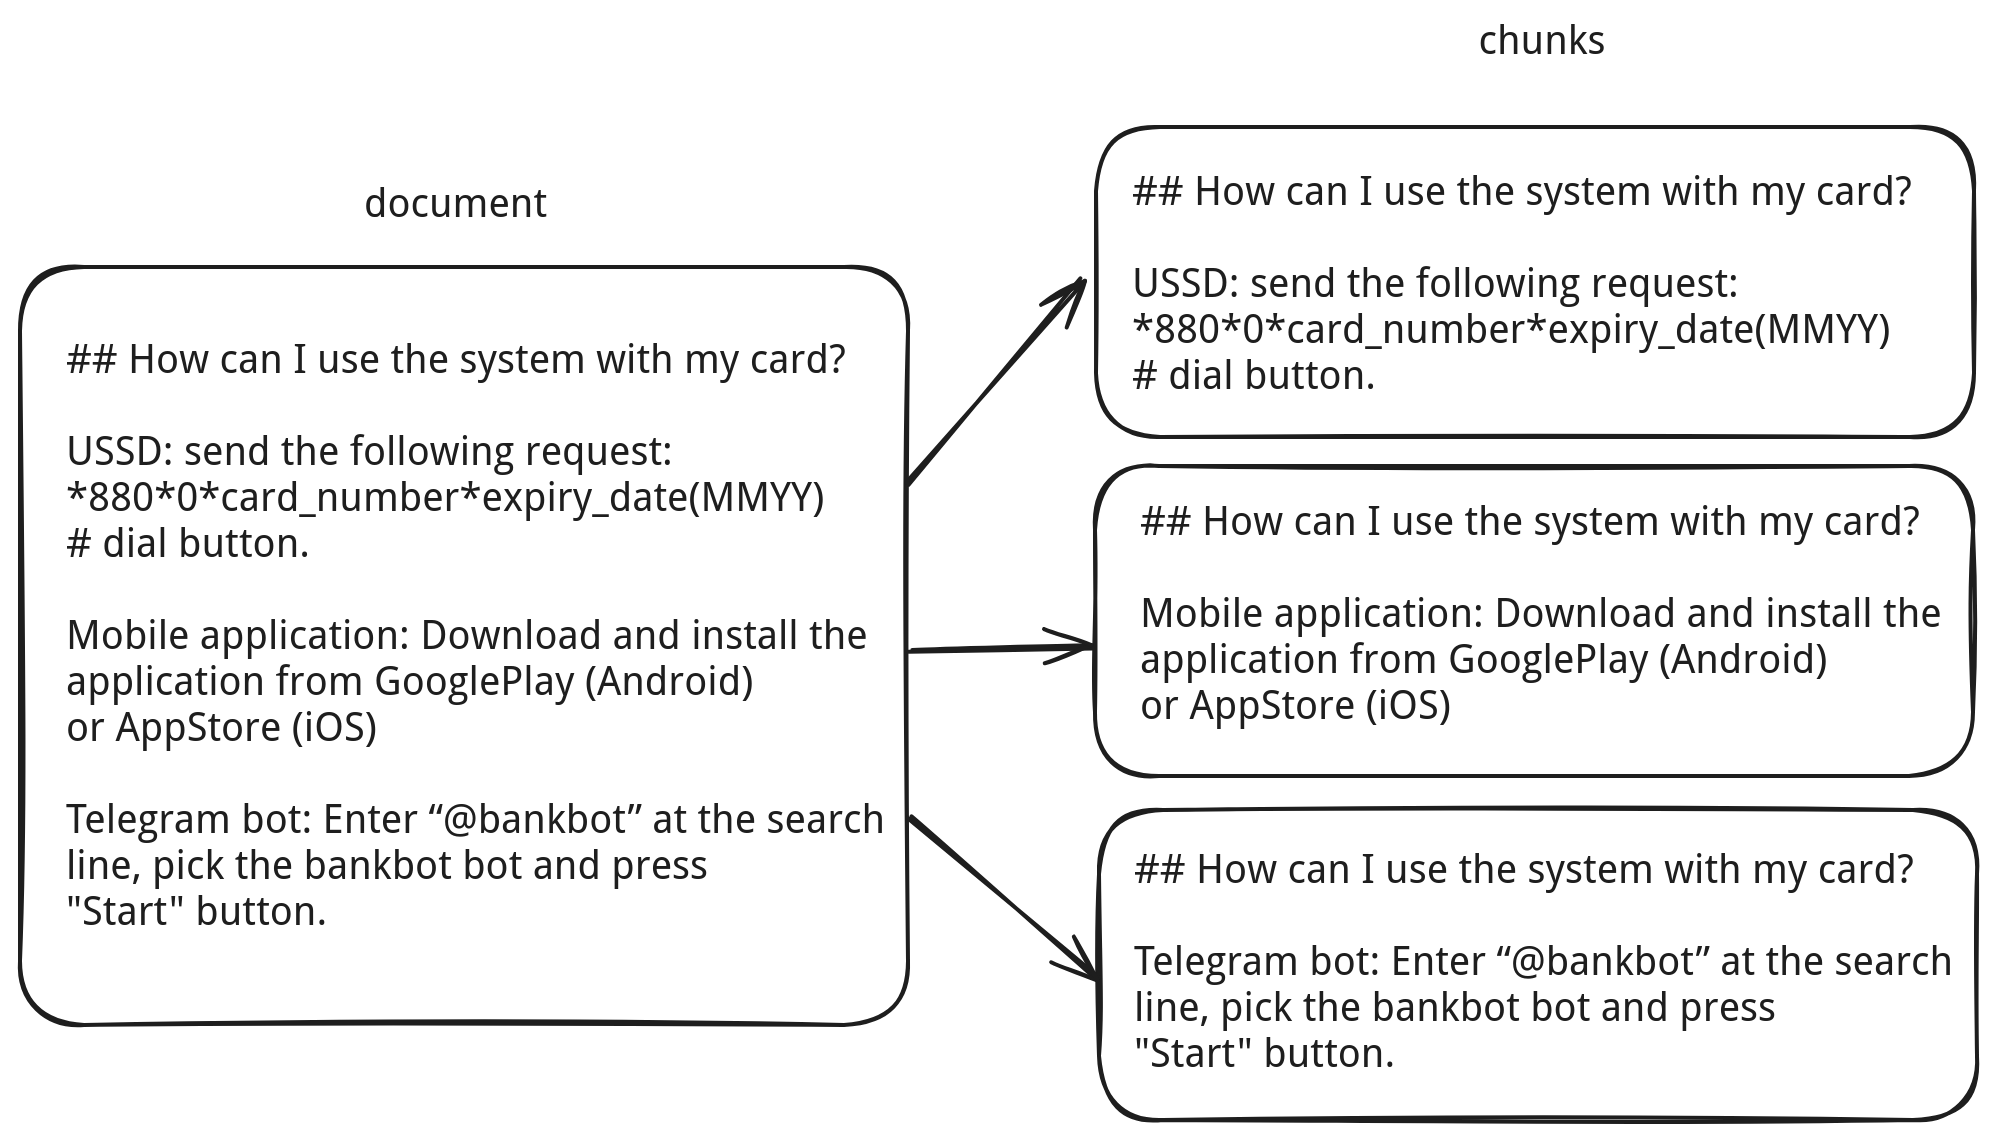 chunks
document
## How can I use the system with my card?
USSD: send the following request:
*880*0*card_number*expiry_date(MMYY)
# dial button.
Mobile application: Download and install the
application from GooglePlay (Android)
or AppStore (iOS)
Telegram bot: Enter “@bankbot” at the search
line, pick the bankbot bot and press
"Start" button.
## How can I use the system with my card?
USSD: send the following request:
*880*0*card_number*expiry_date(MMYY)
# dial button.
## How can I use the system with my card?
Mobile application: Download and install the
application from GooglePlay (Android)
or AppStore (iOS)
## How can I use the system with my card?
Telegram bot: Enter “@bankbot” at the search
line, pick the bankbot bot and press
"Start" button.